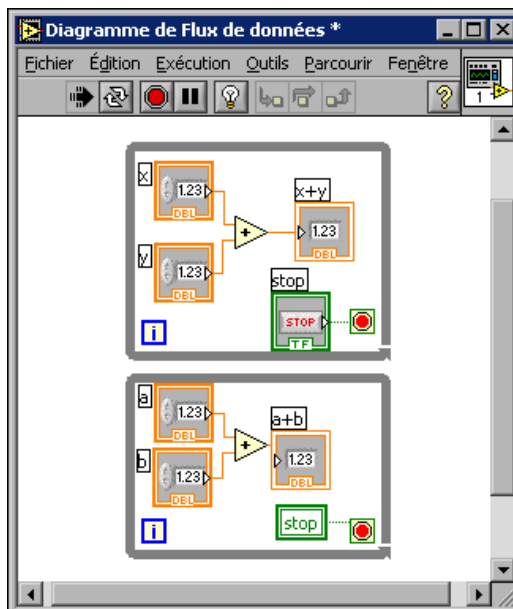 Diagramme de Flux de données *
Fichier Édition Exécution Outils Parcourir Fenêtre
? 1
x 1.23 DBL
x+y
+ 1.23 DBL
y 1.23 DBL
stop
STOP TF
i
a 1.23 DBL
a+b
+ 1.23 DBL
b 1.23 DBL
stop
i